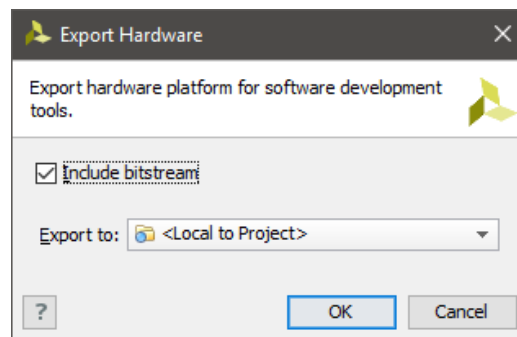 Export Hardware
Export hardware platform for software development
tools.
Include bitstream
Export to: <Local to Project>
?
OK
Cancel